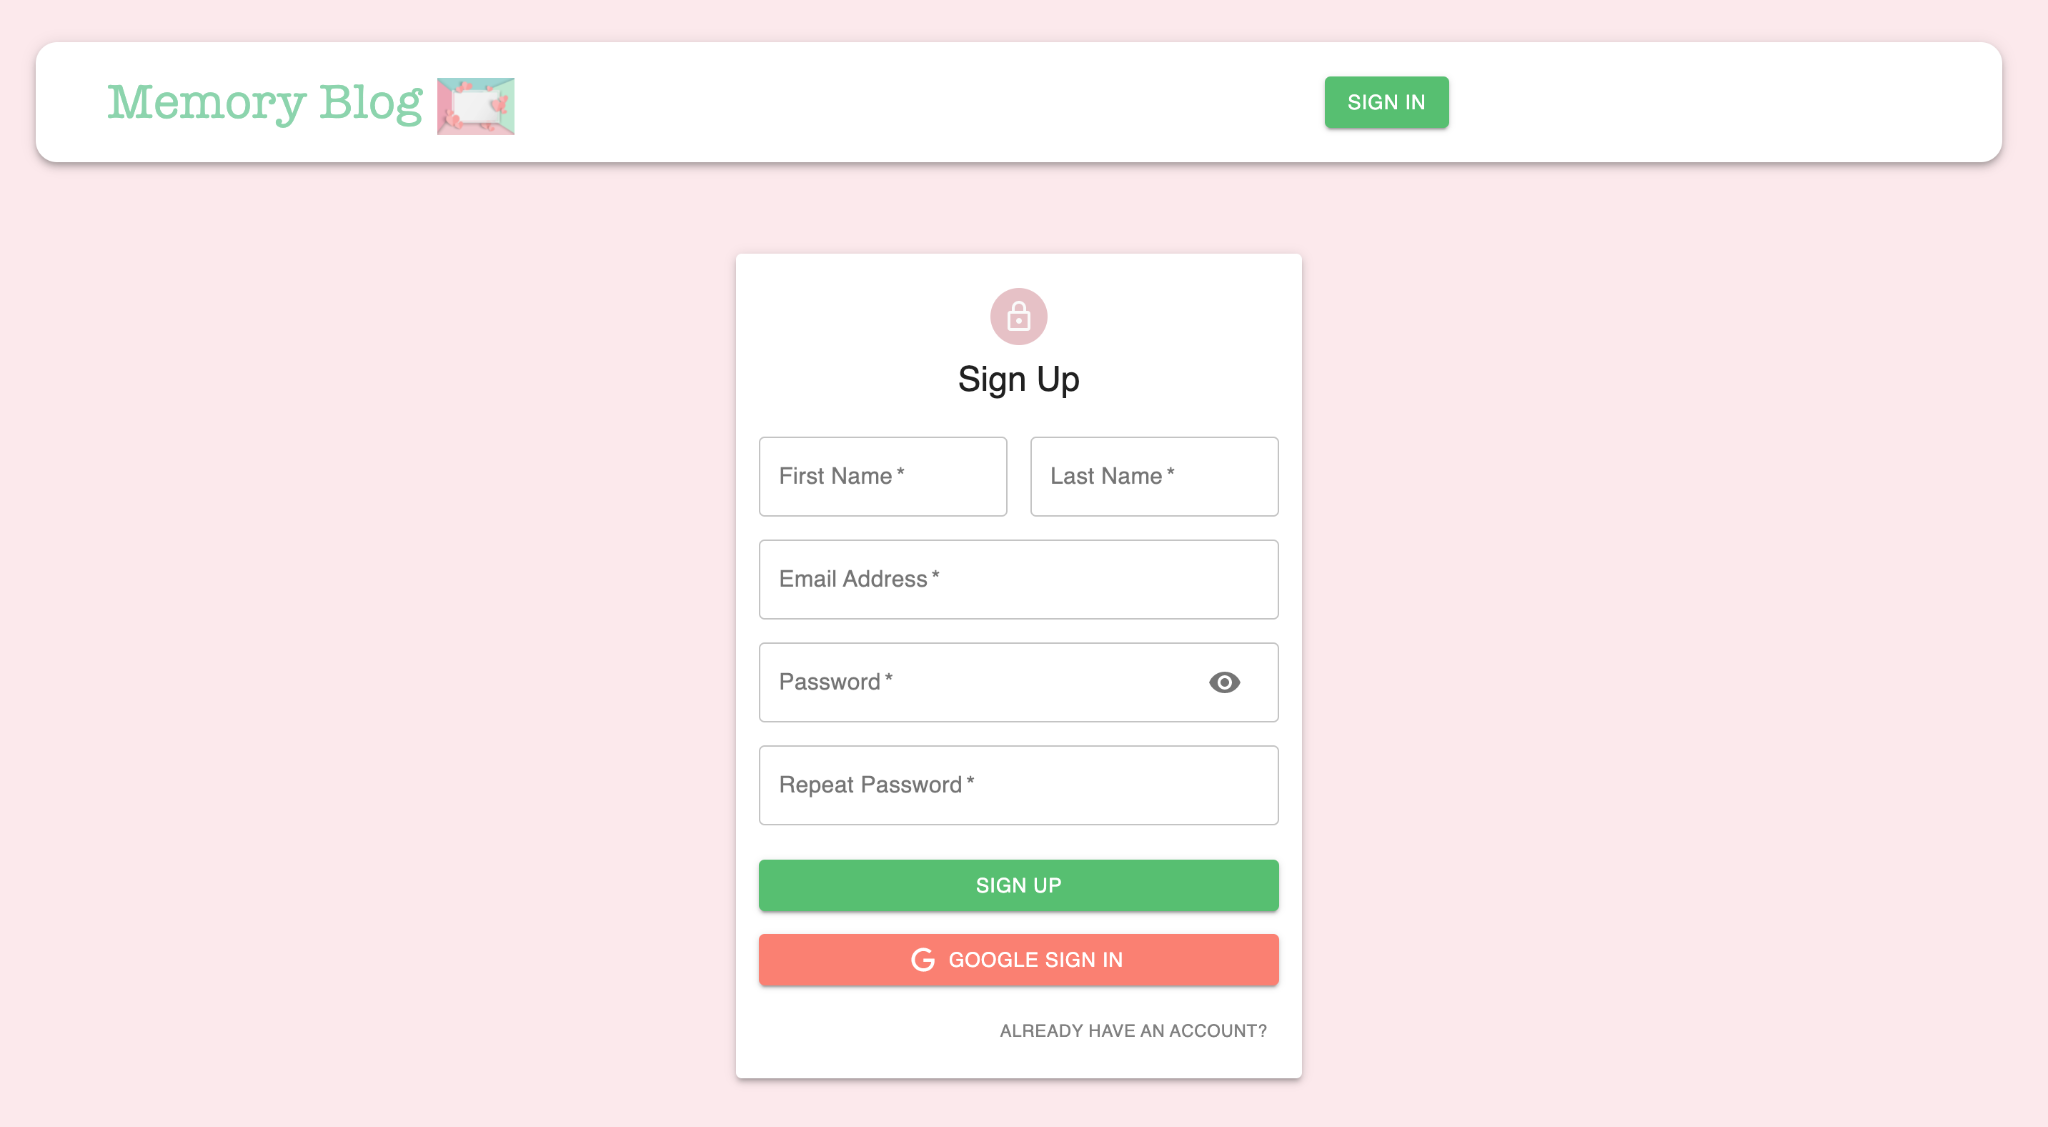 Memory Blog
SIGN IN
Sign Up
First Name *
Last Name *
Email Address *
Password *
Repeat Password *
SIGN UP
G GOOGLE SIGN IN
ALREADY HAVE AN ACCOUNT?